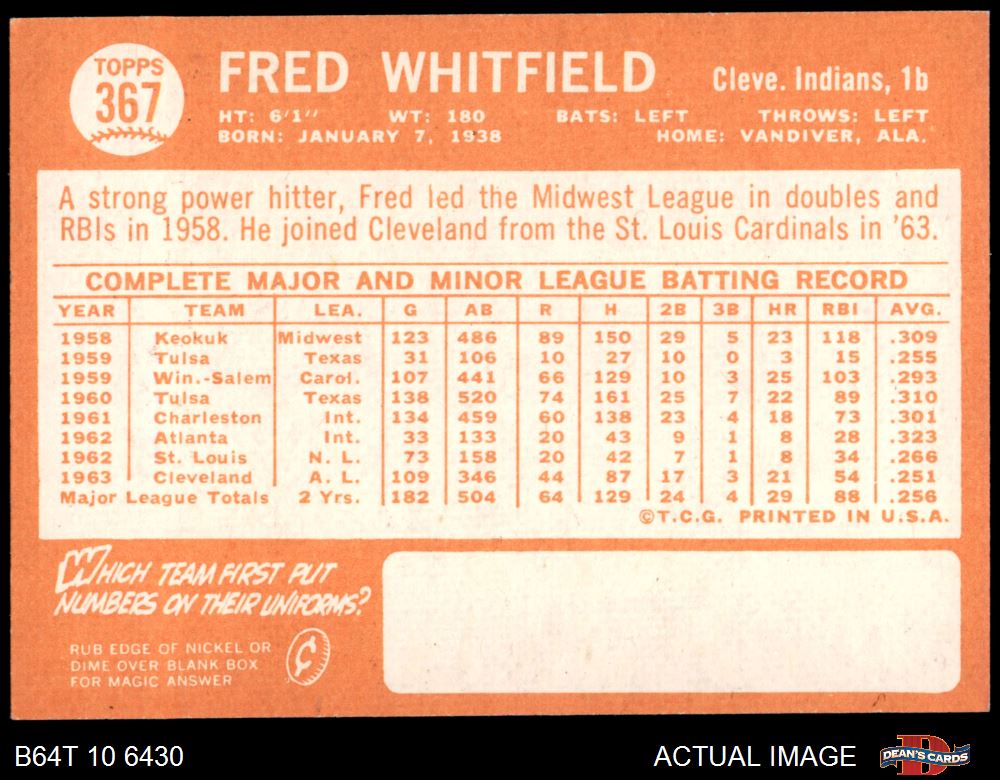 TOPPS
367
FRED WHITFIELD
Cleve. Indians, 1b
HT: 6'1" WT: 180 BATS: LEFT THROWS: LEFT
BORN: JANUARY 7, 1938 HOME: VANDIVER, ALA.
A strong power hitter, Fred led the Midwest League in doubles and
RBIs in 1958. He joined Cleveland from the St. Louis Cardinals in '63.
COMPLETE MAJOR AND MINOR LEAGUE BATTING RECORD
YEAR TEAM LEA. G AB R H 2B 3B HR RBI AVG.
1958 Keokuk Midwest 123 486 89 150 29 5 23 118 .309
1959 Tulsa Texas 31 106 10 27 10 0 3 15 .255
1959 Win.-Salem Carol. 107 441 66 129 10 3 25 103 .293
1960 Tulsa Texas 138 520 74 161 25 7 22 89 .310
1961 Charleston Int. 134 459 60 138 23 4 18 73 .301
1962 Atlanta Int. 33 133 20 43 9 1 8 28 .323
1962 St. Louis N. L. 73 158 20 42 7 1 8 34 .266
1963 Cleveland A. L. 109 346 44 87 17 3 21 54 .251
Major League Totals 2 Yrs. 182 504 64 129 24 4 29 88 .256
©T.C.G. PRINTED IN U.S.A.
WHICH TEAM FIRST PUT
NUMBERS ON THEIR UNIFORMS?
RUB EDGE OF NICKEL OR
DIME OVER BLANK BOX
FOR MAGIC ANSWER
¢
B64T 10 6430
ACTUAL IMAGE
D
DEAN'S CARDS